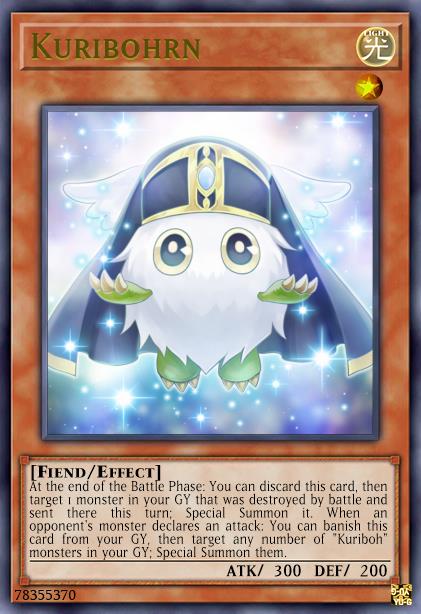 KURIBOHRN
LIGHT
光
[FIEND/EFFECT]
At the end of the Battle Phase: You can discard this card, then
target 1 monster in your GY that was destroyed by battle and
sent there this turn; Special Summon it. When an
opponent's monster declares an attack: You can banish this
card from your GY, then target any number of "Kuriboh"
monsters in your GY; Special Summon them.
ATK/ 300 DEF/ 200
78355370